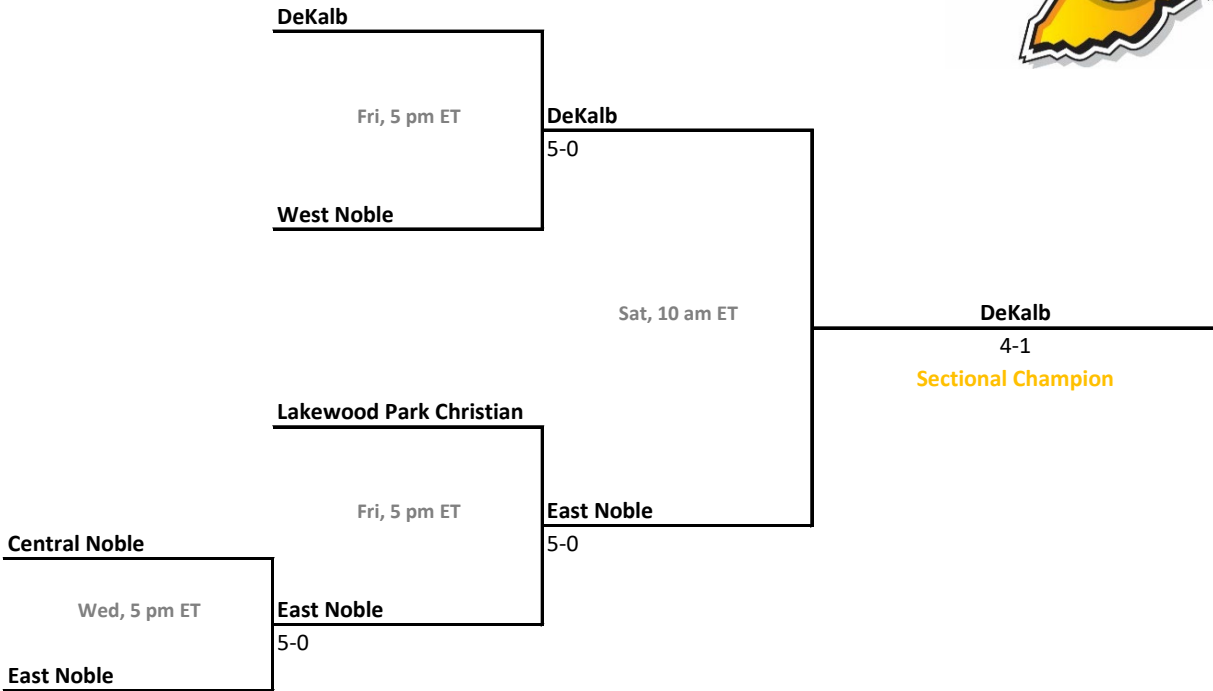 DeKalb
Fri, 5 pm ET
DeKalb
5-0
West Noble
Sat, 10 am ET
DeKalb
4-1
Sectional Champion
Lakewood Park Christian
Fri, 5 pm ET
East Noble
5-0
Central Noble
Wed, 5 pm ET
East Noble
5-0
East Noble